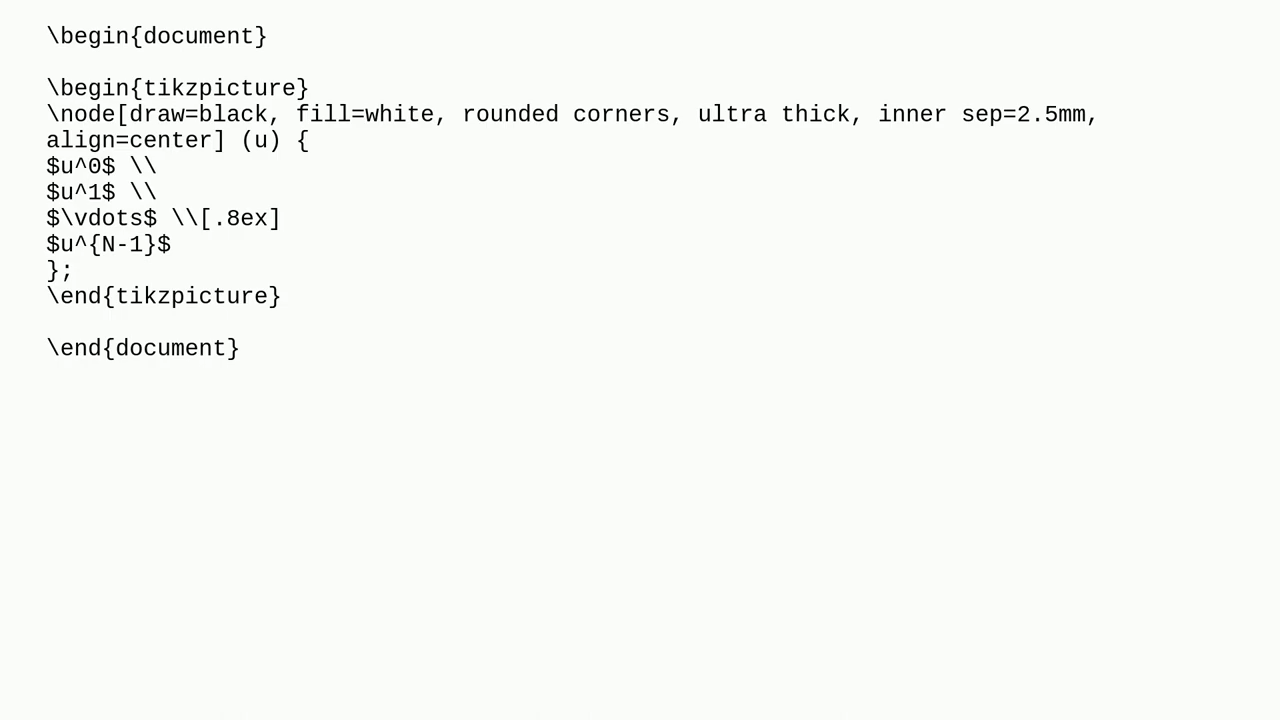 \begin{document}

\begin{tikzpicture}
\node[draw=black, fill=white, rounded corners, ultra thick, inner sep=2.5mm,
align=center] (u) {
$u^0$ \\
$u^1$ \\
$\vdots$ \\[.8ex]
$u^{N-1}$
};
\end{tikzpicture}

\end{document}